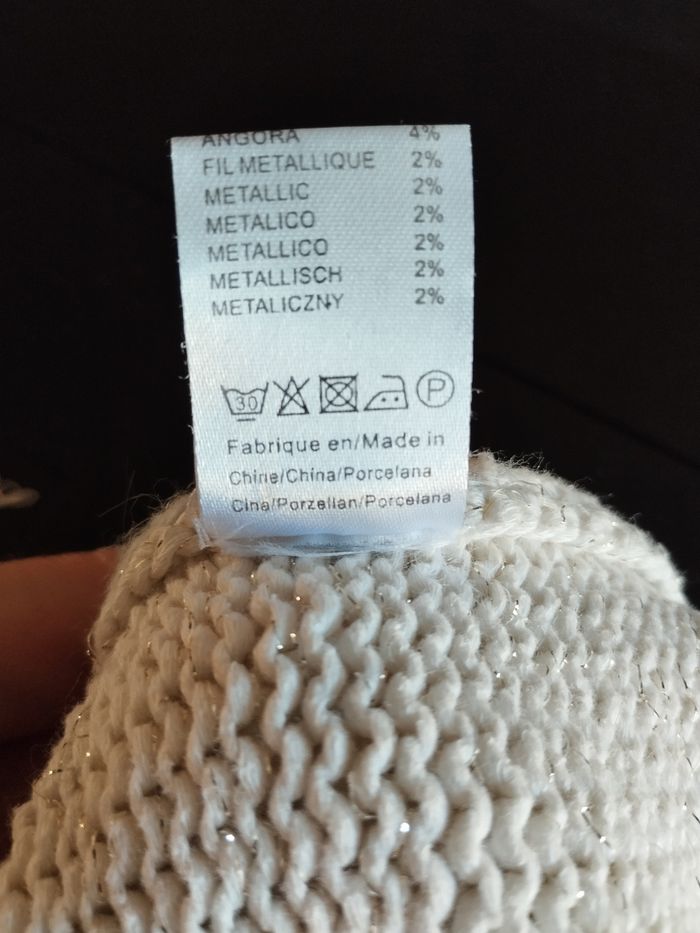 ANGORA 4%
FIL METALLIQUE 2%
METALLIC 2%
METALICO 2%
METALLICO 2%
METALLISCH 2%
METALICZNY 2%
30 P
Fabrique en/Made in
Chine/China/Porcelana
Cina/Porzellan/Porcelana